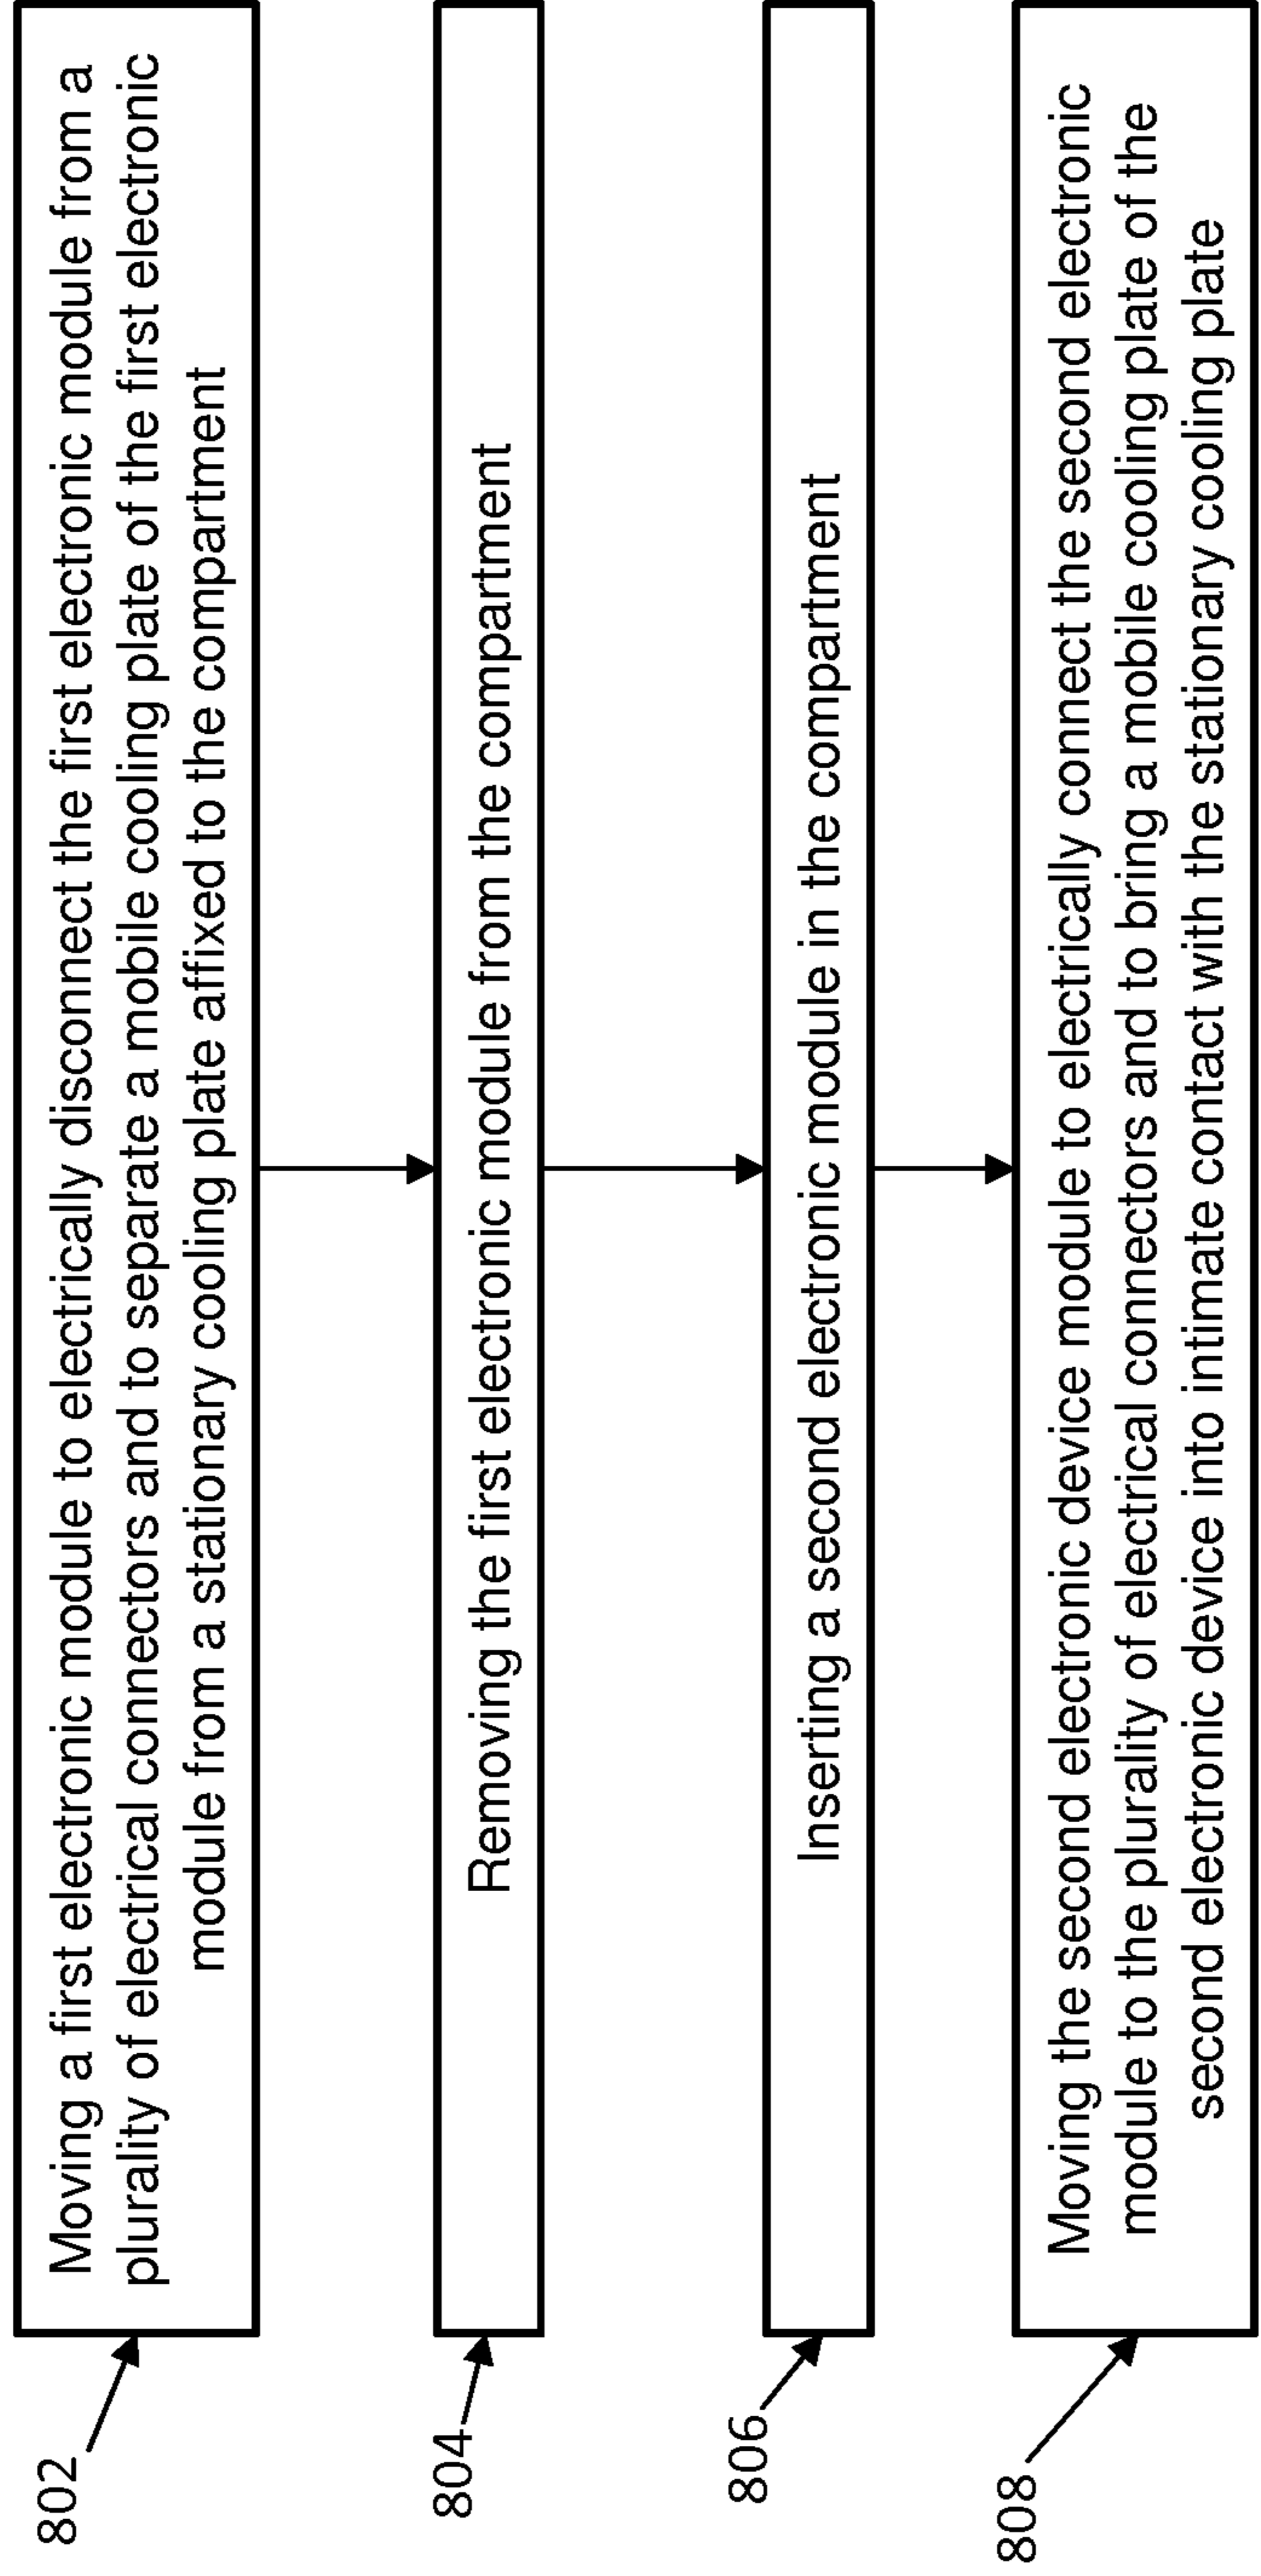 802
Moving a first electronic module to electrically disconnect the first electronic module from a
plurality of electrical connectors and to separate a mobile cooling plate of the first electronic
module from a stationary cooling plate affixed to the compartment
804
Removing the first electronic module from the compartment
806
Inserting a second electronic module in the compartment
808
Moving the second electronic device module to electrically connect the second electronic
module to the plurality of electrical connectors and to bring a mobile cooling plate of the
second electronic device into intimate contact with the stationary cooling plate